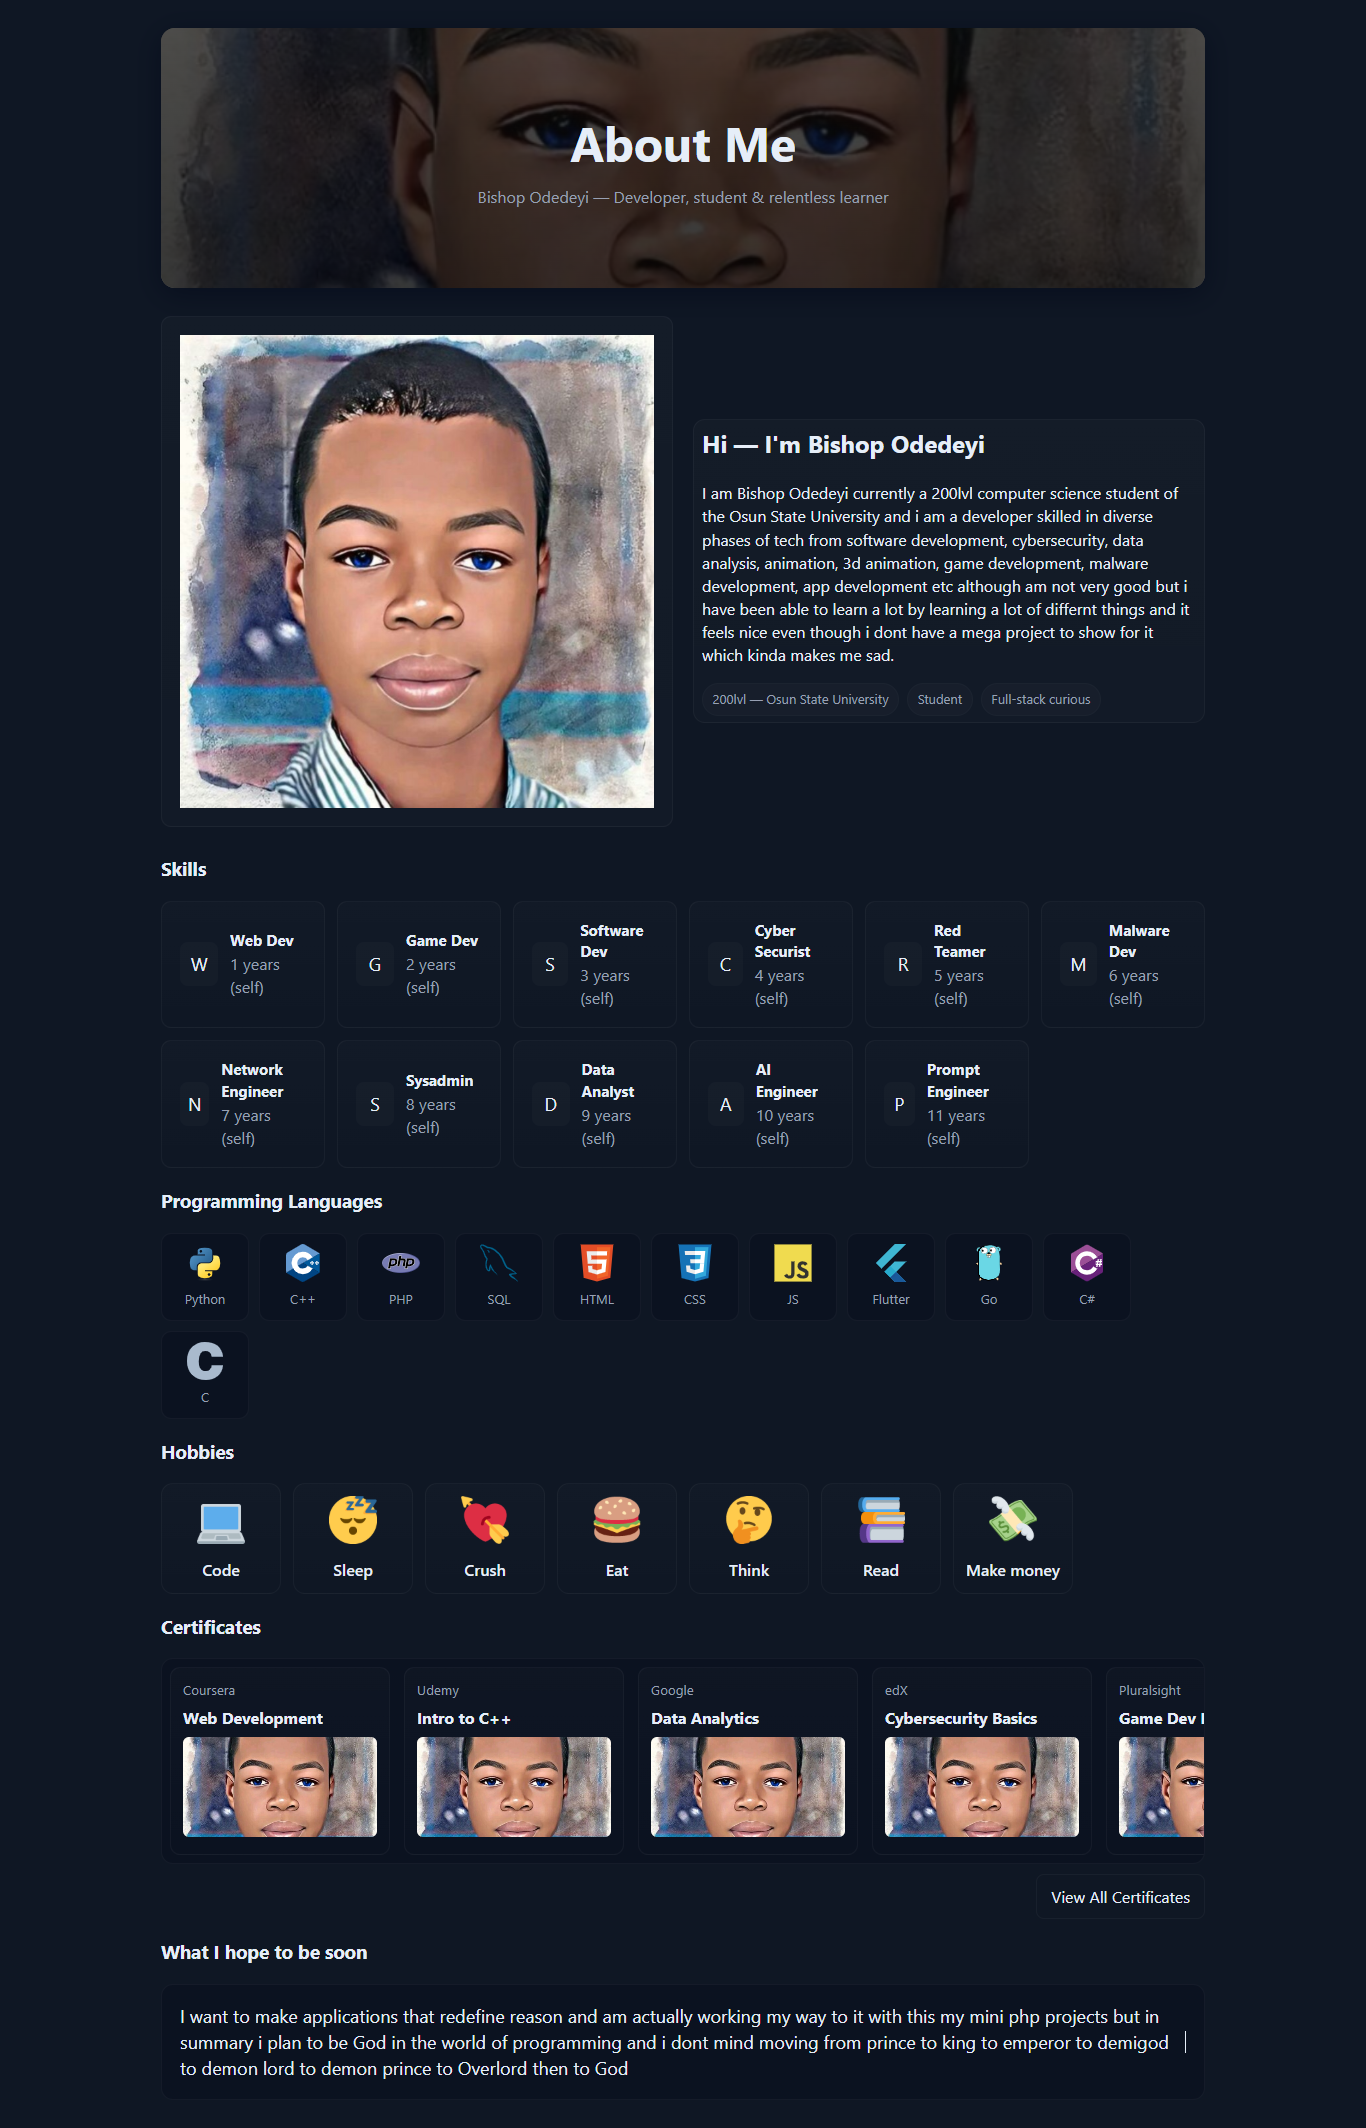 About Me
Bishop Odedeyi — Developer, student & relentless learner
Hi — I'm Bishop Odedeyi
I am Bishop Odedeyi currently a 200lvl computer science student of
the Osun State University and i am a developer skilled in diverse
phases of tech from software development, cybersecurity, data
analysis, animation, 3d animation, game development, malware
development, app development etc although am not very good but i
have been able to learn a lot by learning a lot of differnt things and it
feels nice even though i dont have a mega project to show for it
which kinda makes me sad.
200lvl — Osun State University
Student
Full-stack curious
Skills
W
Web Dev
1 years
(self)
G
Game Dev
2 years
(self)
S
Software
Dev
3 years
(self)
C
Cyber
Securist
4 years
(self)
R
Red
Teamer
5 years
(self)
M
Malware
Dev
6 years
(self)
N
Network
Engineer
7 years
(self)
S
Sysadmin
8 years
(self)
D
Data
Analyst
9 years
(self)
A
AI
Engineer
10 years
(self)
P
Prompt
Engineer
11 years
(self)
Programming Languages
Python
C++
C++
php
PHP
SQL
5
HTML
3
CSS
JS
JS
Flutter
Go
C#
C#
C
C
Hobbies
Code
zzz
Sleep
Crush
Eat
Think
Read
$
Make money
Certificates
Coursera
Web Development
Udemy
Intro to C++
Google
Data Analytics
edX
Cybersecurity Basics
Pluralsight
Game Dev
View All Certificates
What I hope to be soon
I want to make applications that redefine reason and am actually working my way to it with this my mini php projects but in
summary i plan to be God in the world of programming and i dont mind moving from prince to king to emperor to demigod
to demon lord to demon prince to Overlord then to God